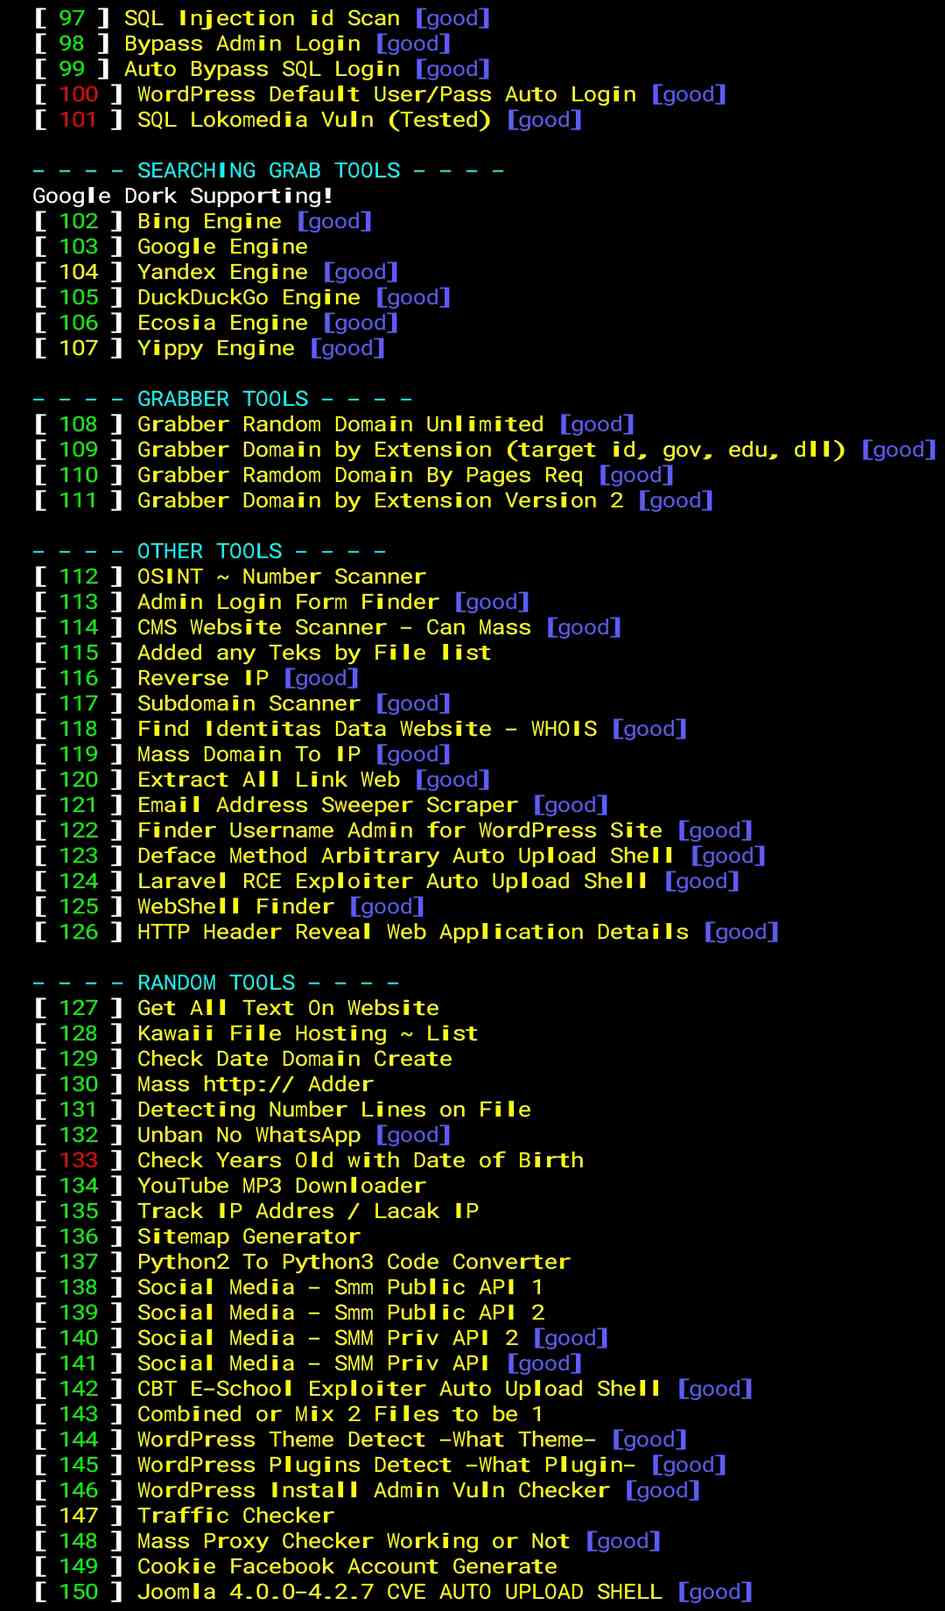 [ 97 ] SQL Injection id Scan [good]
[ 98 ] Bypass Admin Login [good]
[ 99 ] Auto Bypass SQL Login [good]
[ 100 ] WordPress Default User/Pass Auto Login [good]
[ 101 ] SQL Lokomedia Vuln (Tested) [good]
- - - - SEARCHING GRAB TOOLS - - - -
Google Dork Supporting!
[ 102 ] Bing Engine [good]
[ 103 ] Google Engine
[ 104 ] Yandex Engine [good]
[ 105 ] DuckDuckGo Engine [good]
[ 106 ] Ecosia Engine [good]
[ 107 ] Yippy Engine [good]
- - - - GRABBER TOOLS - - - -
[ 108 ] Grabber Random Domain Unlimited [good]
[ 109 ] Grabber Domain by Extension (target id, gov, edu, dll) [good]
[ 110 ] Grabber Ramdom Domain By Pages Req [good]
[ 111 ] Grabber Domain by Extension Version 2 [good]
- - - - OTHER TOOLS - - - -
[ 112 ] OSINT ~ Number Scanner
[ 113 ] Admin Login Form Finder [good]
[ 114 ] CMS Website Scanner - Can Mass [good]
[ 115 ] Added any Teks by File list
[ 116 ] Reverse IP [good]
[ 117 ] Subdomain Scanner [good]
[ 118 ] Find Identitas Data Website - WHOIS [good]
[ 119 ] Mass Domain To IP [good]
[ 120 ] Extract All Link Web [good]
[ 121 ] Email Address Sweeper Scraper [good]
[ 122 ] Finder Username Admin for WordPress Site [good]
[ 123 ] Deface Method Arbitrary Auto Upload Shell [good]
[ 124 ] Laravel RCE Exploiter Auto Upload Shell [good]
[ 125 ] WebShell Finder [good]
[ 126 ] HTTP Header Reveal Web Application Details [good]
- - - - RANDOM TOOLS - - - -
[ 127 ] Get All Text On Website
[ 128 ] Kawaii File Hosting ~ List
[ 129 ] Check Date Domain Create
[ 130 ] Mass http:// Adder
[ 131 ] Detecting Number Lines on File
[ 132 ] Unban No WhatsApp [good]
[ 133 ] Check Years Old with Date of Birth
[ 134 ] YouTube MP3 Downloader
[ 135 ] Track IP Addres / Lacak IP
[ 136 ] Sitemap Generator
[ 137 ] Python2 To Python3 Code Converter
[ 138 ] Social Media - Smm Public API 1
[ 139 ] Social Media - Smm Public API 2
[ 140 ] Social Media - SMM Priv API 2 [good]
[ 141 ] Social Media - SMM Priv API [good]
[ 142 ] CBT E-School Exploiter Auto Upload Shell [good]
[ 143 ] Combined or Mix 2 Files to be 1
[ 144 ] WordPress Theme Detect -What Theme- [good]
[ 145 ] WordPress Plugins Detect -What Plugin- [good]
[ 146 ] WordPress Install Admin Vuln Checker [good]
[ 147 ] Traffic Checker
[ 148 ] Mass Proxy Checker Working or Not [good]
[ 149 ] Cookie Facebook Account Generate
[ 150 ] Joomla 4.0.0-4.2.7 CVE AUTO UPLOAD SHELL [good]